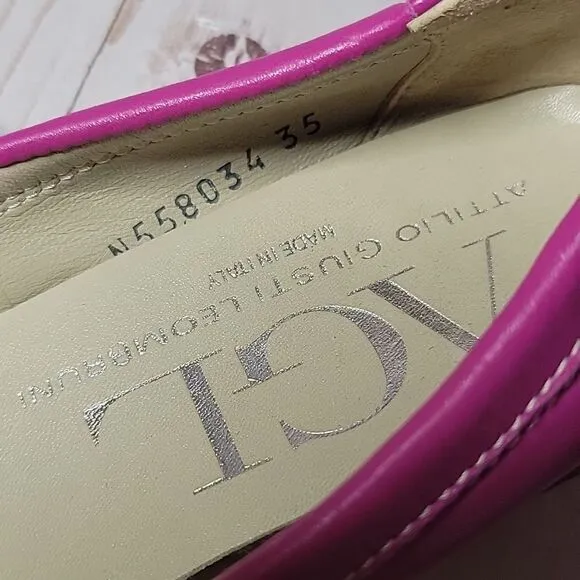 N558034 35
AGL
ATTILIO GIUSTI LEOMBRUNI
MADE IN ITALY